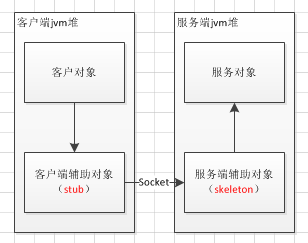 客户端jvm堆
服务端jvm堆
客户对象
服务对象
客户端辅助对象
（stub）
Socket
服务端辅助对象
（skeleton）